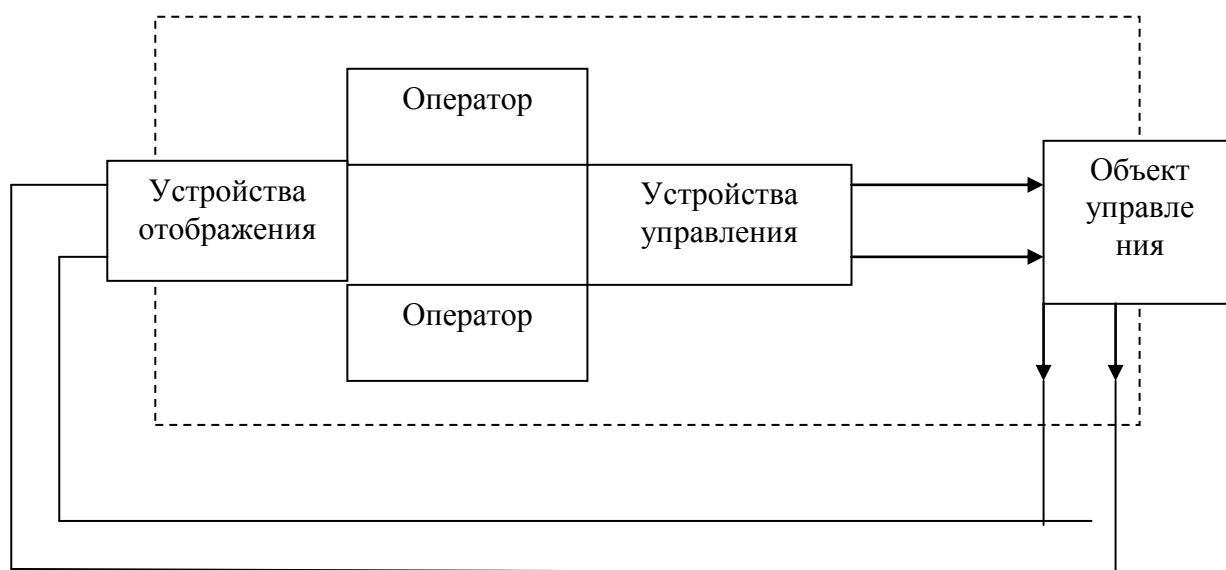 Оператор
Устройства
отображения
Устройства
управления
Объект
управле
ния
Оператор